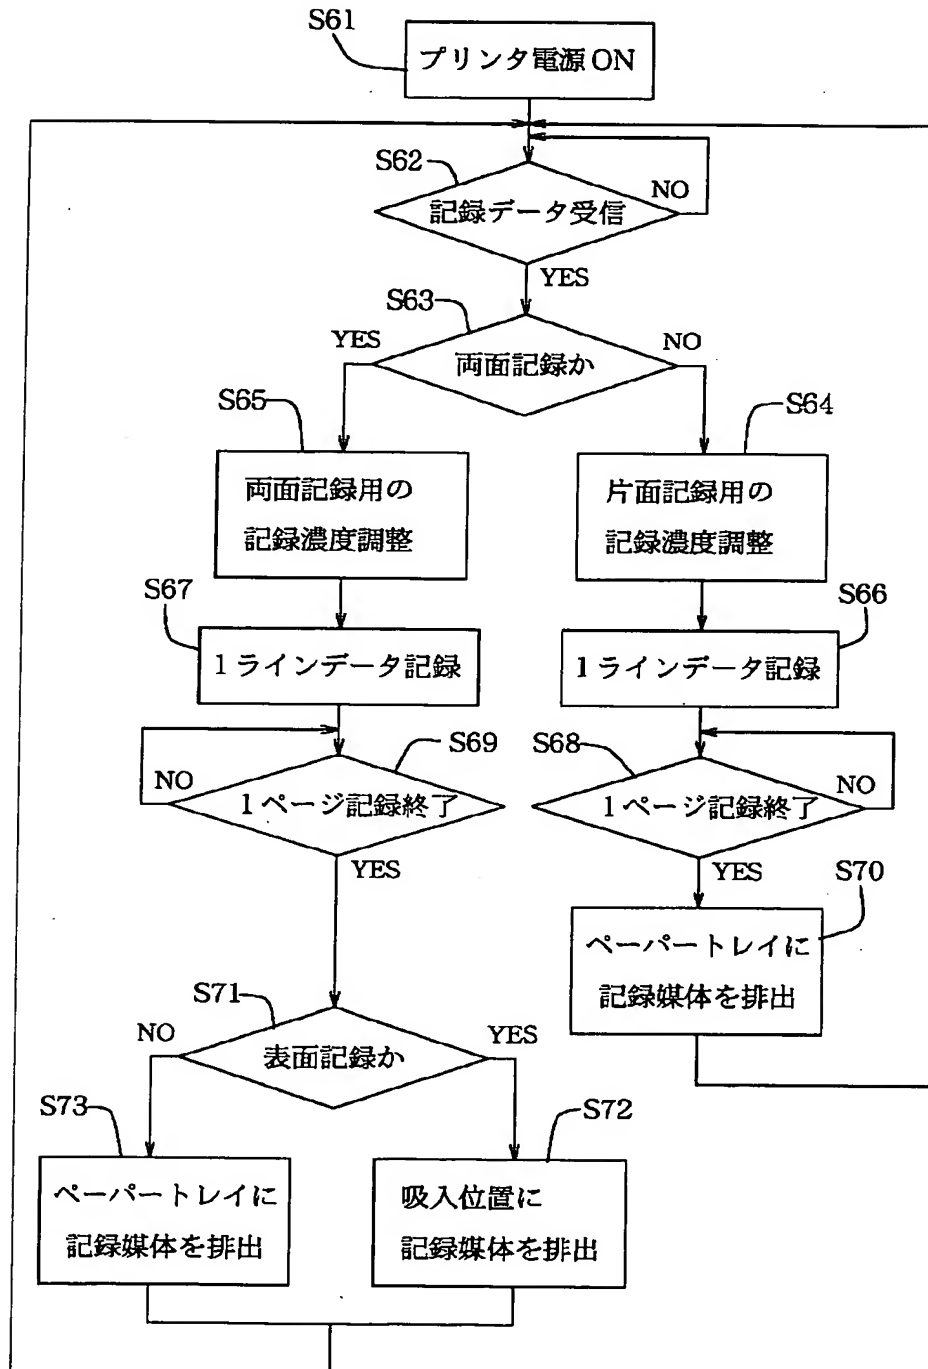 S61
プリンタ電源ON
S62
記録データ受信
NO
YES
S63
YES
両面記録か
NO
S65
両面記録用の
記録濃度調整
S64
片面記録用の
記録濃度調整
S67
1ラインデータ記録
S66
1ラインデータ記録
S69
NO
1ページ記録終了
YES
S68
1ページ記録終了
NO
YES
S70
ペーパートレイに
記録媒体を排出
S71
NO
表面記録か
YES
S73
ペーパートレイに
記録媒体を排出
S72
吸入位置に
記録媒体を排出